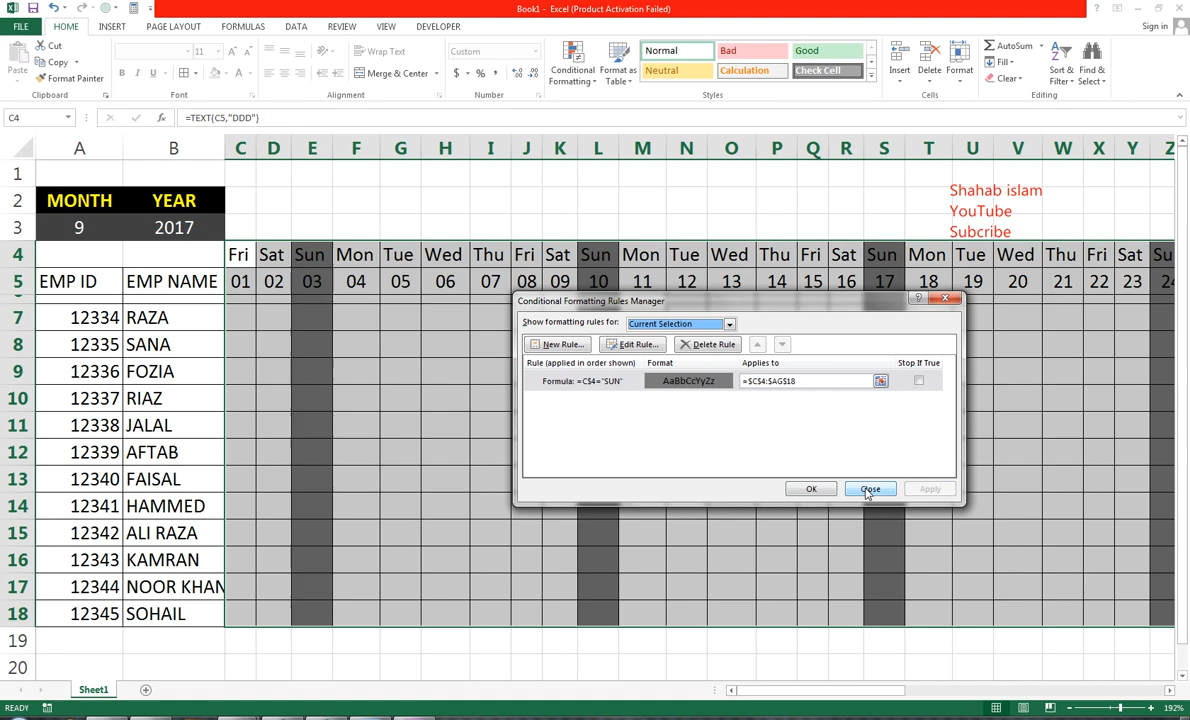 Book1 - Excel (Product Activation Failed)
FILE HOME INSERT PAGE LAYOUT FORMULAS DATA REVIEW VIEW DEVELOPER Sign in
Paste Cut Copy Format Painter
11 Wrap Text Merge & Center
Custom $ % ,
Conditional Formatting Format as Table
Normal Bad Good
Neutral Calculation Check Cell
Insert Delete Format
AutoSum Fill Clear Sort & Filter Find & Select
Clipboard Font Alignment Number Styles Cells Editing
C4 fx =TEXT(C5,"DDD")
A B C D E F G H I J K L M N O P Q R S T U V W X Y Z
1
2 MONTH YEAR
3 9 2017
Shahab islam
YouTube
Subcribe
4 Fri Sat Sun Mon Tue Wed Thu Fri Sat Sun Mon Tue Wed Thu Fri Sat Sun Mon Tue Wed Thu Fri Sat Su
5 EMP ID EMP NAME 01 02 03 04 05 06 07 08 09 10 11 12 13 14 15 16 17 18 19 20 21 22 23 24
7 12334 RAZA
8 12335 SANA
9 12336 FOZIA
10 12337 RIAZ
11 12338 JALAL
12 12339 AFTAB
13 12340 FAISAL
14 12341 HAMMED
15 12342 ALI RAZA
16 12343 KAMRAN
17 12344 NOOR KHAN
18 12345 SOHAIL
19
20
Conditional Formatting Rules Manager
Show formatting rules for: Current Selection
New Rule... Edit Rule... Delete Rule
Rule (applied in order shown) Format Applies to Stop If True
Formula: =C$4="SUN" AaBbCcYyZz =$C$4:$AG$18
OK Close Apply
Sheet1
READY 192%